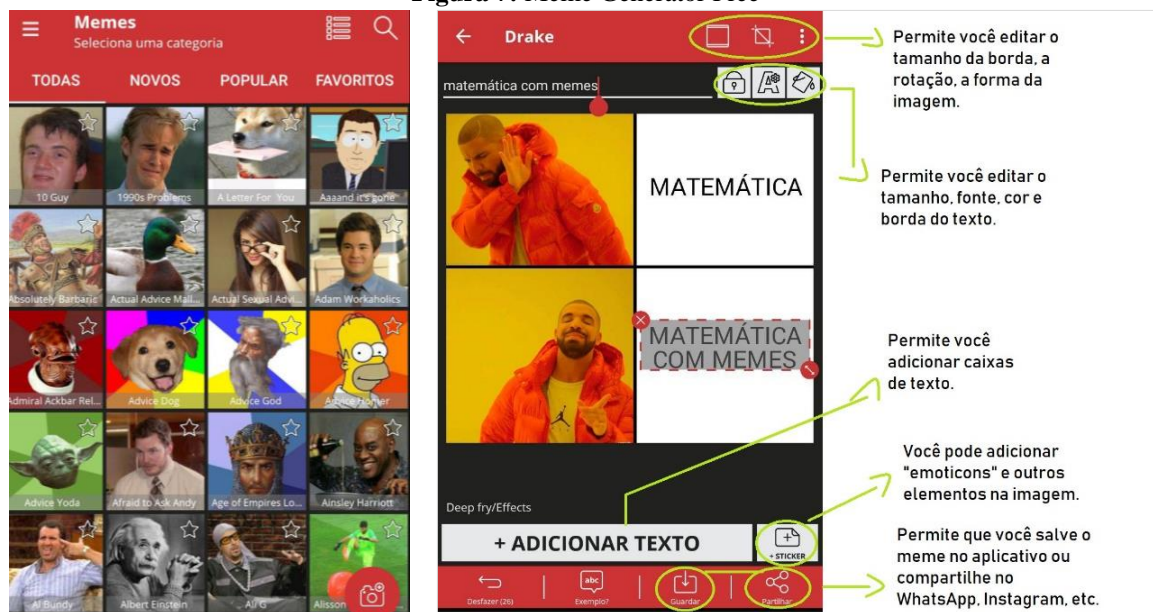 Memes
Seleciona uma categoria
TODAS NOVOS POPULAR FAVORITOS
10 Guy 1990s Problems A Letter For You Aaaand it's gone
Absolutely Barbaric Actual Advice Mall... Actual Sexual Advi... Adam Workaholics
Admiral Ackbar Rel... Advice Dog Advice God Advice Homer
Advice Yoda Afraid to Ask Andy Age of Empires Lo... Ainsley Harriott
Al Bundy Albert Einstein Ali G Alisson
Drake
matemática com memes
MATEMÁTICA
MATEMÁTICA
COM MEMES
Deep fry/Effects
+ ADICIONAR TEXTO
+ STICKER
Desfazer (26)
abc
Exemplo?
Guardar
Partilhar
Permite você editar o
tamanho da borda, a
rotação, a forma da
imagem.
Permite você editar o
tamanho, fonte, cor e
borda do texto.
Permite você
adicionar caixas
de texto.
Você pode adicionar
"emoticons" e outros
elementos na imagem.
Permite que você salve o
meme no aplicativo ou
compartilhe no
WhatsApp, Instagram, etc.